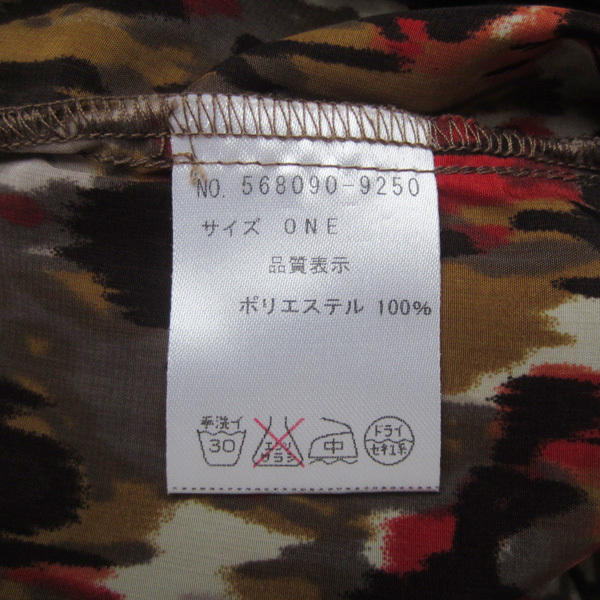 NO. 568090-9250
サイズ ONE
品質表示
ポリエステル 100%
手洗イ
30
エンソ
サラシ
中
ドライ
セキユ系